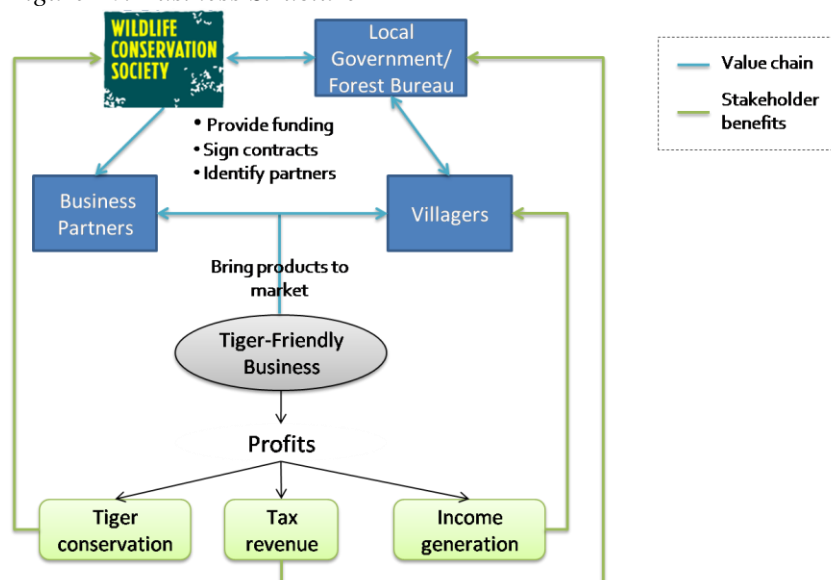 WILDLIFE
CONSERVATION
SOCIETY
Local
Government/
Forest Bureau
Value chain
Stakeholder
benefits
• Provide funding
• Sign contracts
• Identify partners
Business
Partners
Villagers
Bring products to
market
Tiger-Friendly
Business
Profits
Tiger
conservation
Tax
revenue
Income
generation